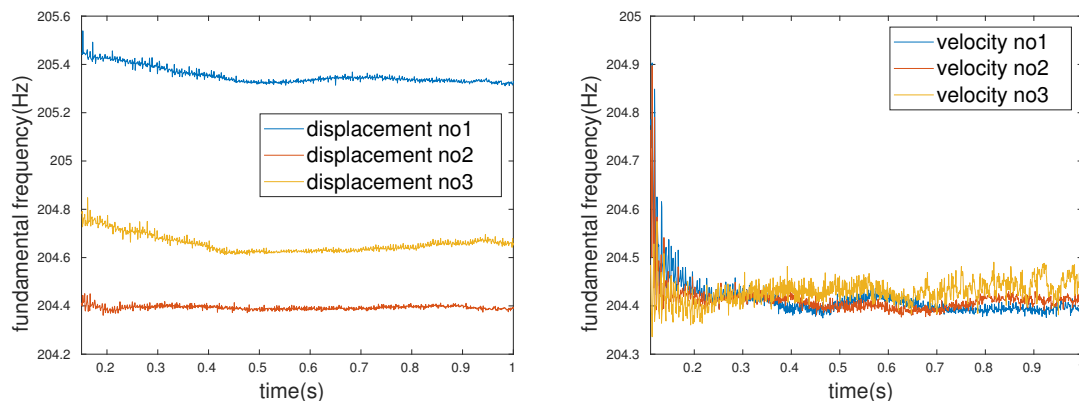 205.6
205.4
205.2
205
204.8
204.6
204.4
204.2
fundamental frequency(Hz)
displacement no1
displacement no2
displacement no3
0.2 0.3 0.4 0.5 0.6 0.7 0.8 0.9 1
time(s)
205
204.9
204.8
204.7
204.6
204.5
204.4
204.3
fundamental frequency(Hz)
velocity no1
velocity no2
velocity no3
0.2 0.3 0.4 0.5 0.6 0.7 0.8 0.9 1
time(s)